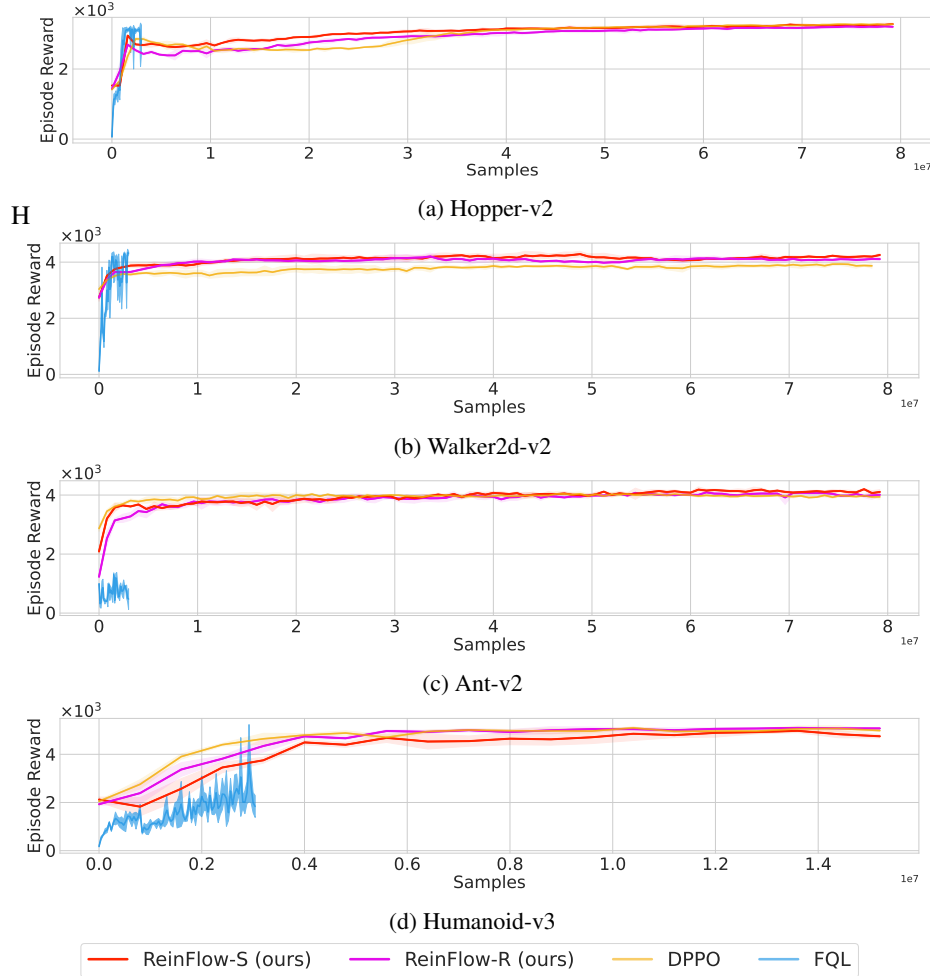 ×10³
Episode Reward
2
0
0 1 2 3 4 5 6 7 8
Samples
1e7
(a) Hopper-v2
H
×10³
Episode Reward
4
2
0
0 1 2 3 4 5 6 7 8
Samples
1e7
(b) Walker2d-v2
×10³
Episode Reward
4
2
0
0 1 2 3 4 5 6 7 8
Samples
1e7
(c) Ant-v2
×10³
Episode Reward
4
2
0
0.0 0.2 0.4 0.6 0.8 1.0 1.2 1.4
Samples
1e7
(d) Humanoid-v3
ReinFlow-S (ours) ReinFlow-R (ours) DPPO FQL